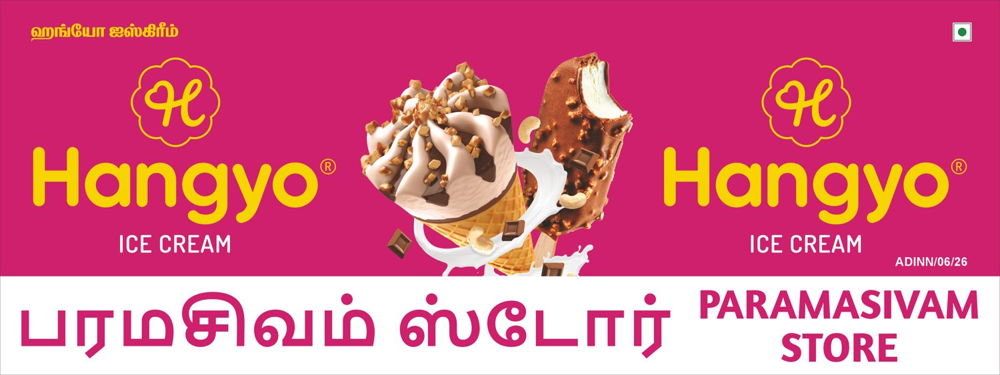 ஹங்யோ ஐஸ்கிரீம்
H
Hangyo®
ICE CREAM
H
Hangyo®
ICE CREAM
ADINN/06/26
பரமசிவம் ஸ்டோர்
PARAMASIVAM
STORE